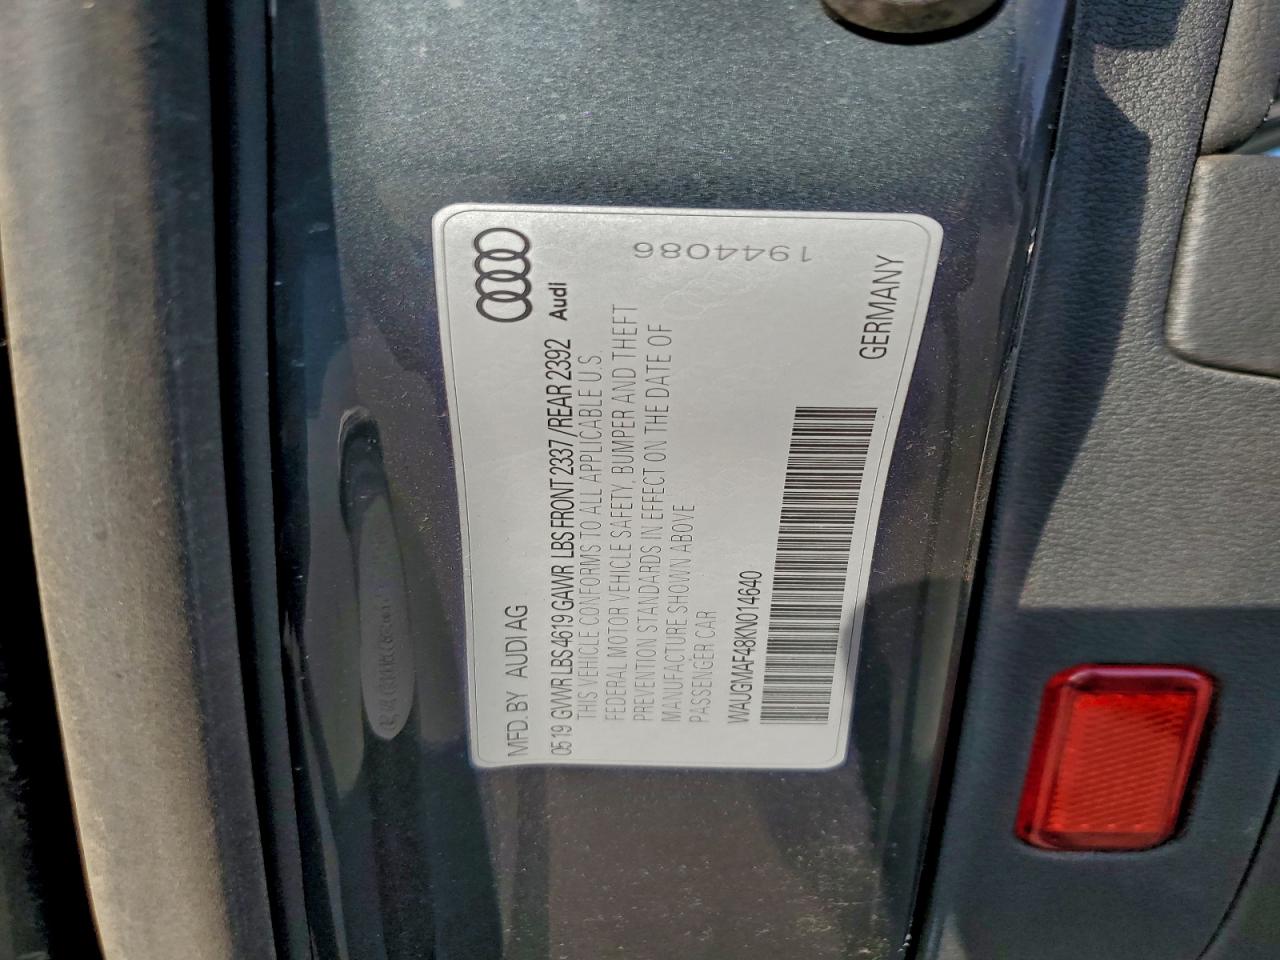 MFD. BY AUDI AG
0519 GVWR LBS 4619 GAWR LBS FRONT 2337 / REAR 2392
Audi
THIS VEHICLE CONFORMS TO ALL APPLICABLE U.S.
FEDERAL MOTOR VEHICLE SAFETY, BUMPER AND THEFT
PREVENTION STANDARDS IN EFFECT ON THE DATE OF
MANUFACTURE SHOWN ABOVE
PASSENGER CAR
WAUGMAF48KN014640
GERMANY
1944086